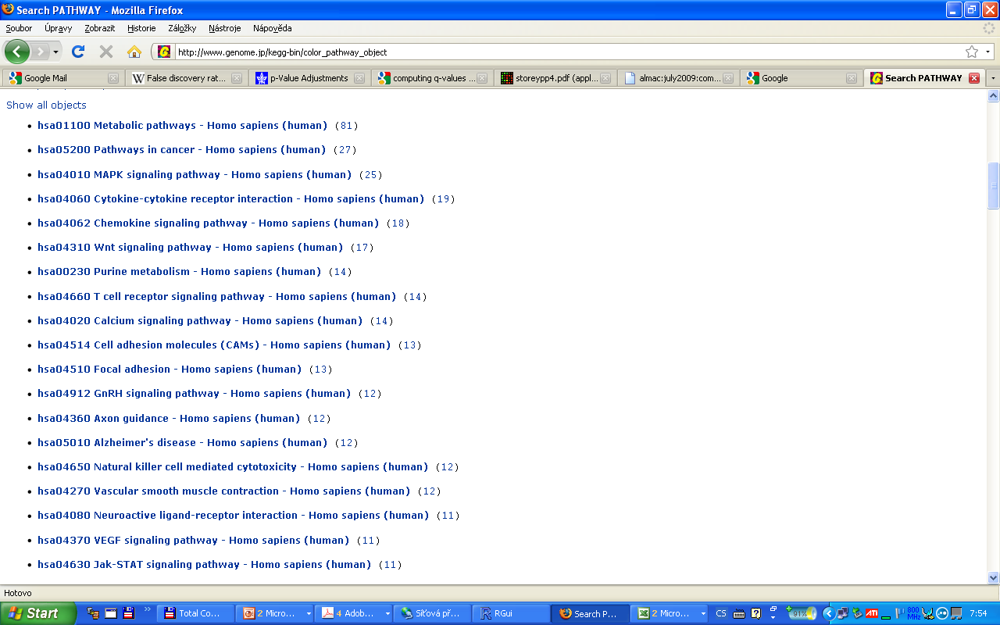 Search PATHWAY - Mozilla Firefox
Soubor Úpravy Zobrazit Historie Záložky Nástroje Nápověda
http://www.genome.jp/kegg-bin/color_pathway_object
Google Mail False discovery rat... p-Value Adjustments computing q-values ... storeypp4.pdf (appl... almac:july2009:com... Google Search PATHWAY
Show all objects
• hsa01100 Metabolic pathways - Homo sapiens (human) (81)
• hsa05200 Pathways in cancer - Homo sapiens (human) (27)
• hsa04010 MAPK signaling pathway - Homo sapiens (human) (25)
• hsa04060 Cytokine-cytokine receptor interaction - Homo sapiens (human) (19)
• hsa04062 Chemokine signaling pathway - Homo sapiens (human) (18)
• hsa04310 Wnt signaling pathway - Homo sapiens (human) (17)
• hsa00230 Purine metabolism - Homo sapiens (human) (14)
• hsa04660 T cell receptor signaling pathway - Homo sapiens (human) (14)
• hsa04020 Calcium signaling pathway - Homo sapiens (human) (14)
• hsa04514 Cell adhesion molecules (CAMs) - Homo sapiens (human) (13)
• hsa04510 Focal adhesion - Homo sapiens (human) (13)
• hsa04912 GnRH signaling pathway - Homo sapiens (human) (12)
• hsa04360 Axon guidance - Homo sapiens (human) (12)
• hsa05010 Alzheimer's disease - Homo sapiens (human) (12)
• hsa04650 Natural killer cell mediated cytotoxicity - Homo sapiens (human) (12)
• hsa04270 Vascular smooth muscle contraction - Homo sapiens (human) (12)
• hsa04080 Neuroactive ligand-receptor interaction - Homo sapiens (human) (11)
• hsa04370 VEGF signaling pathway - Homo sapiens (human) (11)
• hsa04630 Jak-STAT signaling pathway - Homo sapiens (human) (11)
Hotovo
Start Total Co... 2 Micro... 4 Adob... Síťová př... RGui Search P... 2 Micro... CS 91% ATI 800 MHz 7:54